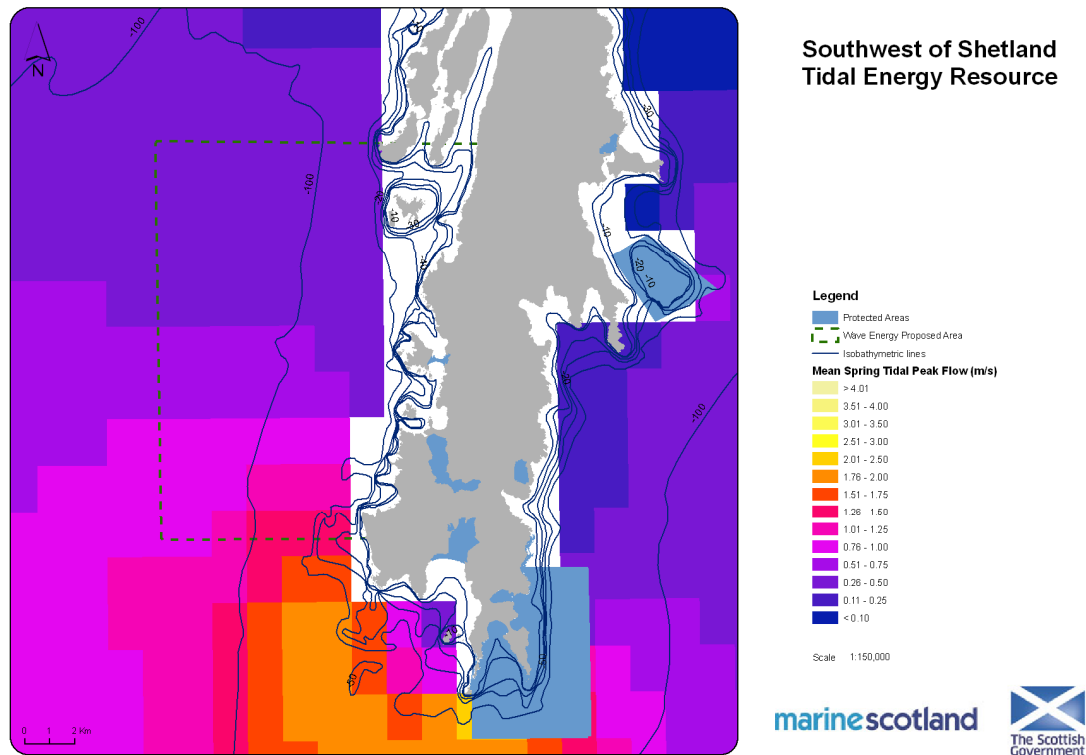 Southwest of Shetland
Tidal Energy Resource
N
-100
-100
-30
-20
-10
-30
-10
-20
-10
-20
-100
-50
0 1 2 Km
Legend
Protected Areas
Wave Energy Proposed Area
Isobathymetric lines
Mean Spring Tidal Peak Flow (m/s)
> 4.01
3.51 - 4.00
3.01 - 3.50
2.51 - 3.00
2.01 - 2.50
1.76 - 2.00
1.51 - 1.75
1.26 - 1.50
1.01 - 1.25
0.76 - 1.00
0.51 - 0.75
0.26 - 0.50
0.11 - 0.25
< 0.10
Scale 1:150,000
marinescotland
The Scottish
Government